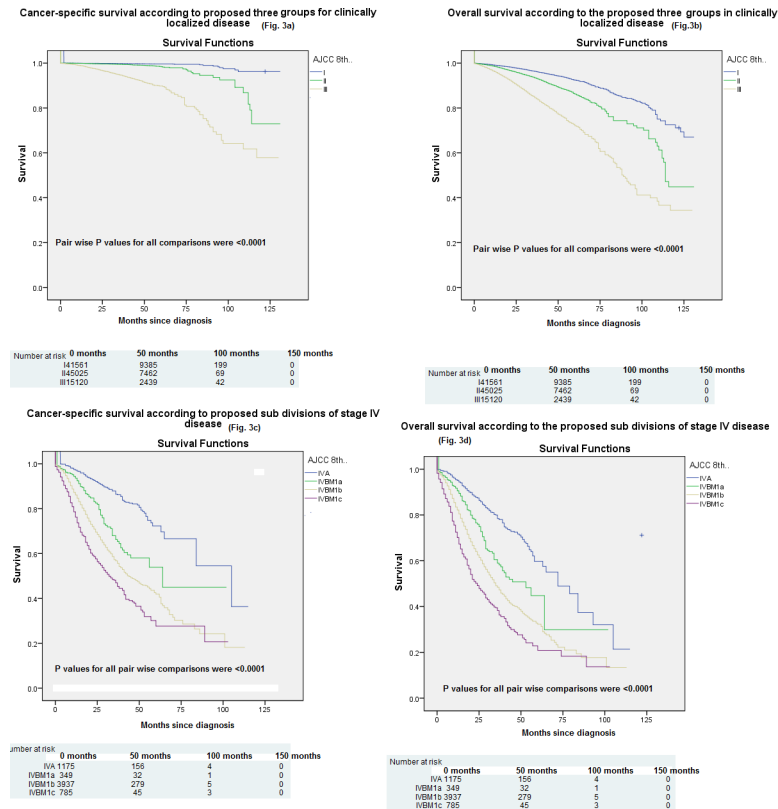 Cancer-specific survival according to proposed three groups for clinically
localized disease (Fig. 3a)
Survival Functions
AJCC 8th..
I
II
III
1.0
0.8
0.6
0.4
0.2
0.0
Survival
Pair wise P values for all comparisons were <0.0001
0 25 50 75 100 125
Months since diagnosis
Number at risk 0 months 50 months 100 months 150 months
I41561 9385 199 0
II45025 7462 69 0
III15120 2439 42 0
Overall survival according to the proposed three groups in clinically
localized disease (Fig.3b)
Survival Functions
AJCC 8th..
I
II
III
1.0
0.8
0.6
0.4
0.2
0.0
Survival
Pair wise P values for all comparisons were <0.0001
0 25 50 75 100 125
Months since diagnosis
Number at risk 0 months 50 months 100 months 150 months
I41561 9385 199 0
II45025 7462 69 0
III15120 2439 42 0
Cancer-specific survival according to proposed sub divisions of stage IV
disease (Fig. 3c)
Survival Functions
AJCC 8th..
IVA
IVBM1a
IVBM1b
IVBM1c
1.0
0.8
0.6
0.4
0.2
0.0
Survival
P values for all pair wise comparisons were <0.0001
0 25 50 75 100 125
Months since diagnosis
umber at risk 0 months 50 months 100 months 150 months
IVA 1175 156 4 0
IVBM1a 349 32 1 0
IVBM1b 3937 279 5 0
IVBM1c 785 45 3 0
Overall survival according to the proposed sub divisions of stage IV disease
(Fig. 3d)
Survival Functions
AJCC 8th..
IVA
IVBM1a
IVBM1b
IVBM1c
1.0
0.8
0.6
0.4
0.2
0.0
Survival
P values for all pair wise comparisons were <0.0001
0 25 50 75 100 125
Months since diagnosis
Number at risk
0 months 50 months 100 months 150 months
IVA 1175 156 4 0
IVBM1a 349 32 1 0
IVBM1b 3937 279 5 0
IVBM1c 785 45 3 0